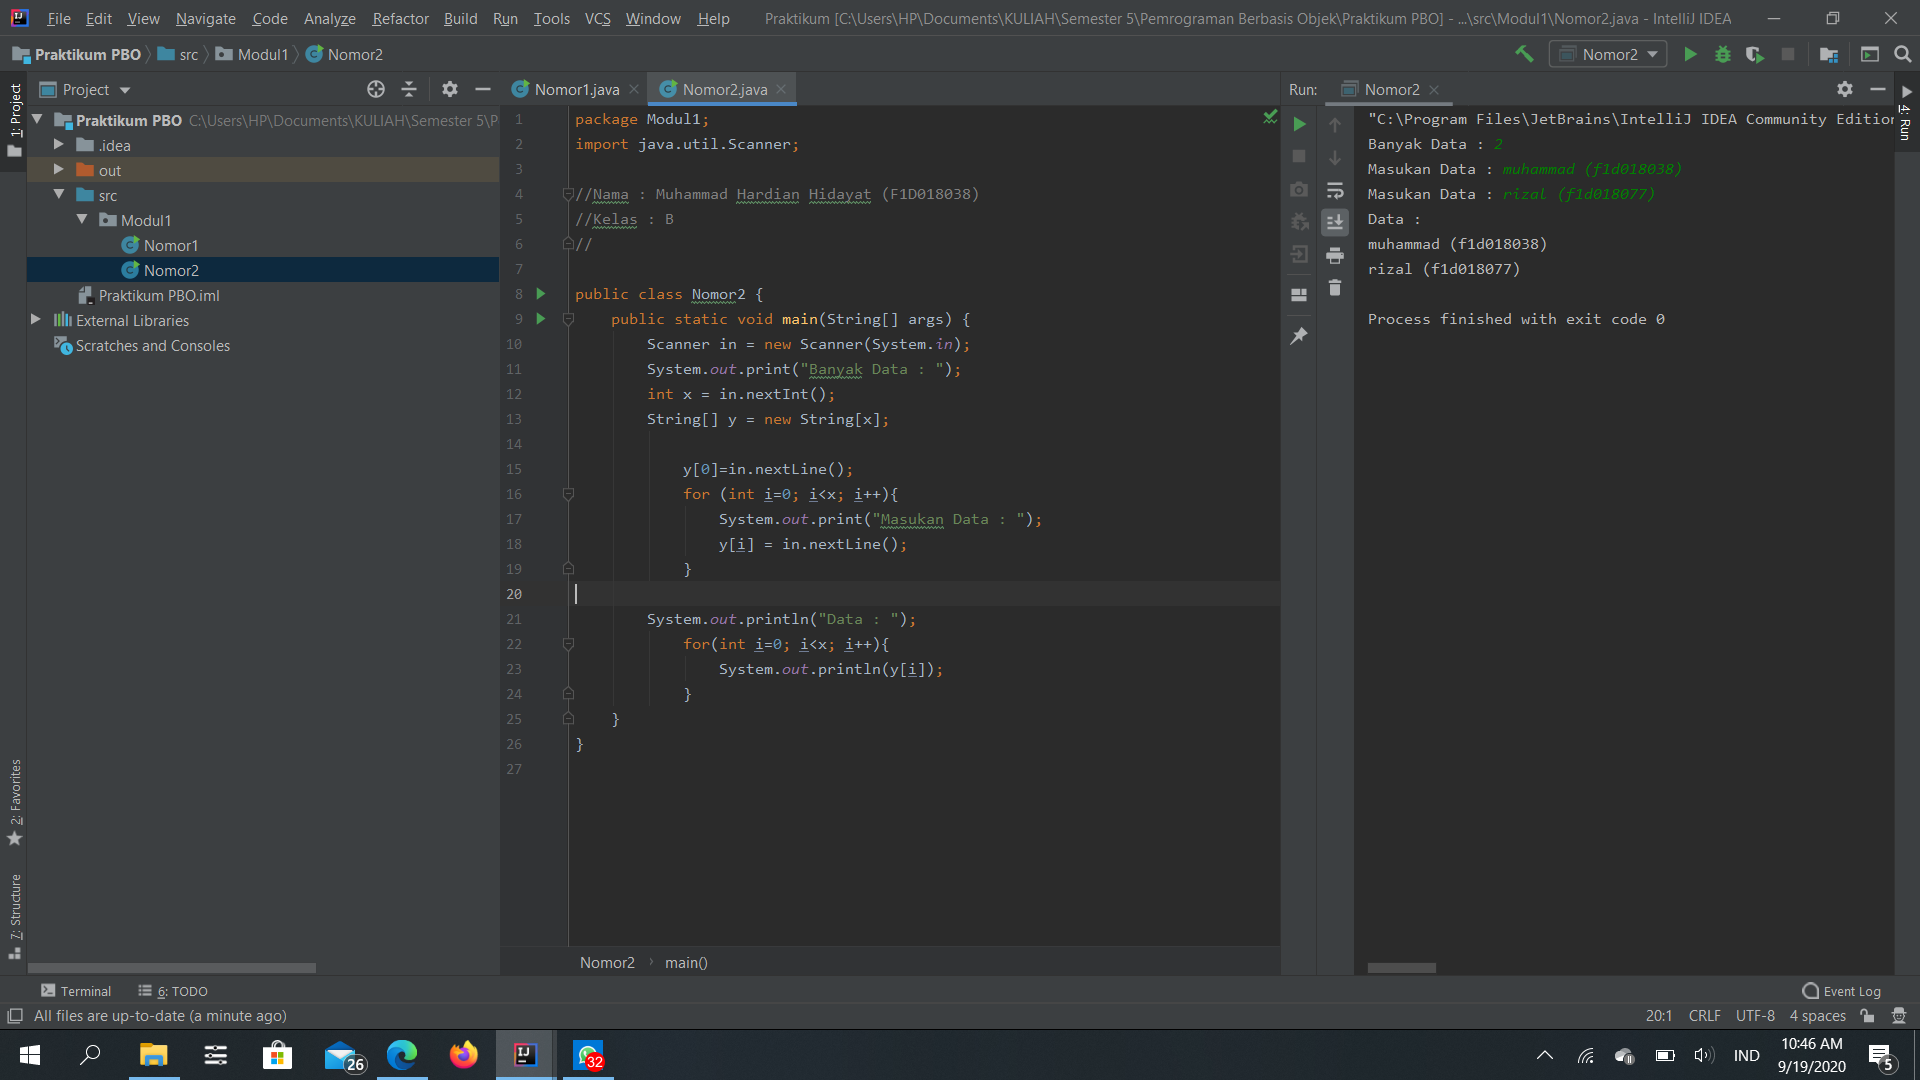 File Edit View Navigate Code Analyze Refactor Build Run Tools VCS Window Help Praktikum [C:\Users\HP\Documents\KULIAH\Semester 5\Pemrograman Berbasis Objek\Praktikum PBO] - ...\src\Modul1\Nomor2.java - IntelliJ IDEA
Praktikum PBO src Modul1 Nomor2 Nomor2
1: Project
Project
Praktikum PBO C:\Users\HP\Documents\KULIAH\Semester 5\P
.idea
out
src
Modul1
Nomor1
Nomor2
Praktikum PBO.iml
External Libraries
Scratches and Consoles
2: Favorites
7: Structure
Nomor1.java Nomor2.java
1 package Modul1;
2 import java.util.Scanner;
3
4 //Nama : Muhammad Hardian Hidayat (F1D018038)
5 //Kelas : B
6 //
7
8 public class Nomor2 {
9 public static void main(String[] args) {
10 Scanner in = new Scanner(System.in);
11 System.out.print("Banyak Data : ");
12 int x = in.nextInt();
13 String[] y = new String[x];
14
15 y[0]=in.nextLine();
16 for (int i=0; i<x; i++){
17 System.out.print("Masukan Data : ");
18 y[i] = in.nextLine();
19 }
20
21 System.out.println("Data : ");
22 for(int i=0; i<x; i++){
23 System.out.println(y[i]);
24 }
25 }
26 }
27
Nomor2 main()
Run: Nomor2
4: Run
"C:\Program Files\JetBrains\IntelliJ IDEA Community Edition
Banyak Data : 2
Masukan Data : muhammad (f1d018038)
Masukan Data : rizal (f1d018077)
Data :
muhammad (f1d018038)
rizal (f1d018077)
Process finished with exit code 0
Terminal 6: TODO Event Log
All files are up-to-date (a minute ago) 20:1 CRLF UTF-8 4 spaces
26 32 IND 10:46 AM
9/19/2020 5